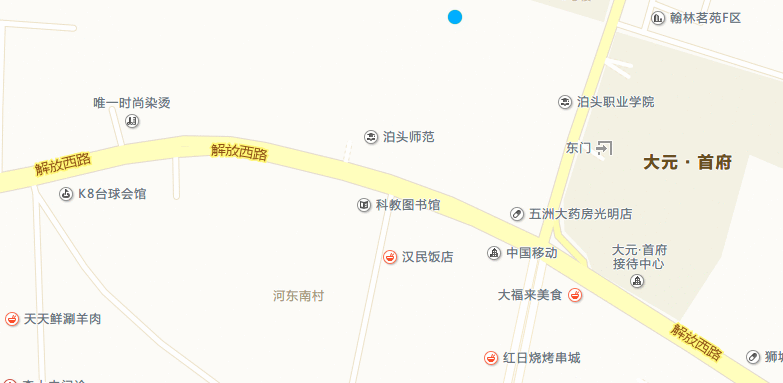 翰林茗苑F区
唯一时尚染烫
泊头职业学院
泊头师范
东门
大元·首府
解放西路
解放西路
K8台球会馆
科教图书馆
五洲大药房光明店
中国移动
大元·首府
接待中心
汉民饭店
河东南村
大福来美食
天天鲜涮羊肉
解放西路
红日烧烤串城
狮城